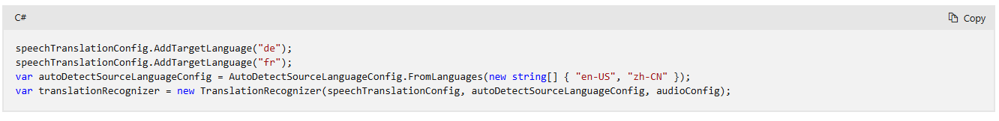 C#
Copy
speechTranslationConfig.AddTargetLanguage("de");
speechTranslationConfig.AddTargetLanguage("fr");
var autoDetectSourceLanguageConfig = AutoDetectSourceLanguageConfig.FromLanguages(new string[] { "en-US", "zh-CN" });
var translationRecognizer = new TranslationRecognizer(speechTranslationConfig, autoDetectSourceLanguageConfig, audioConfig);